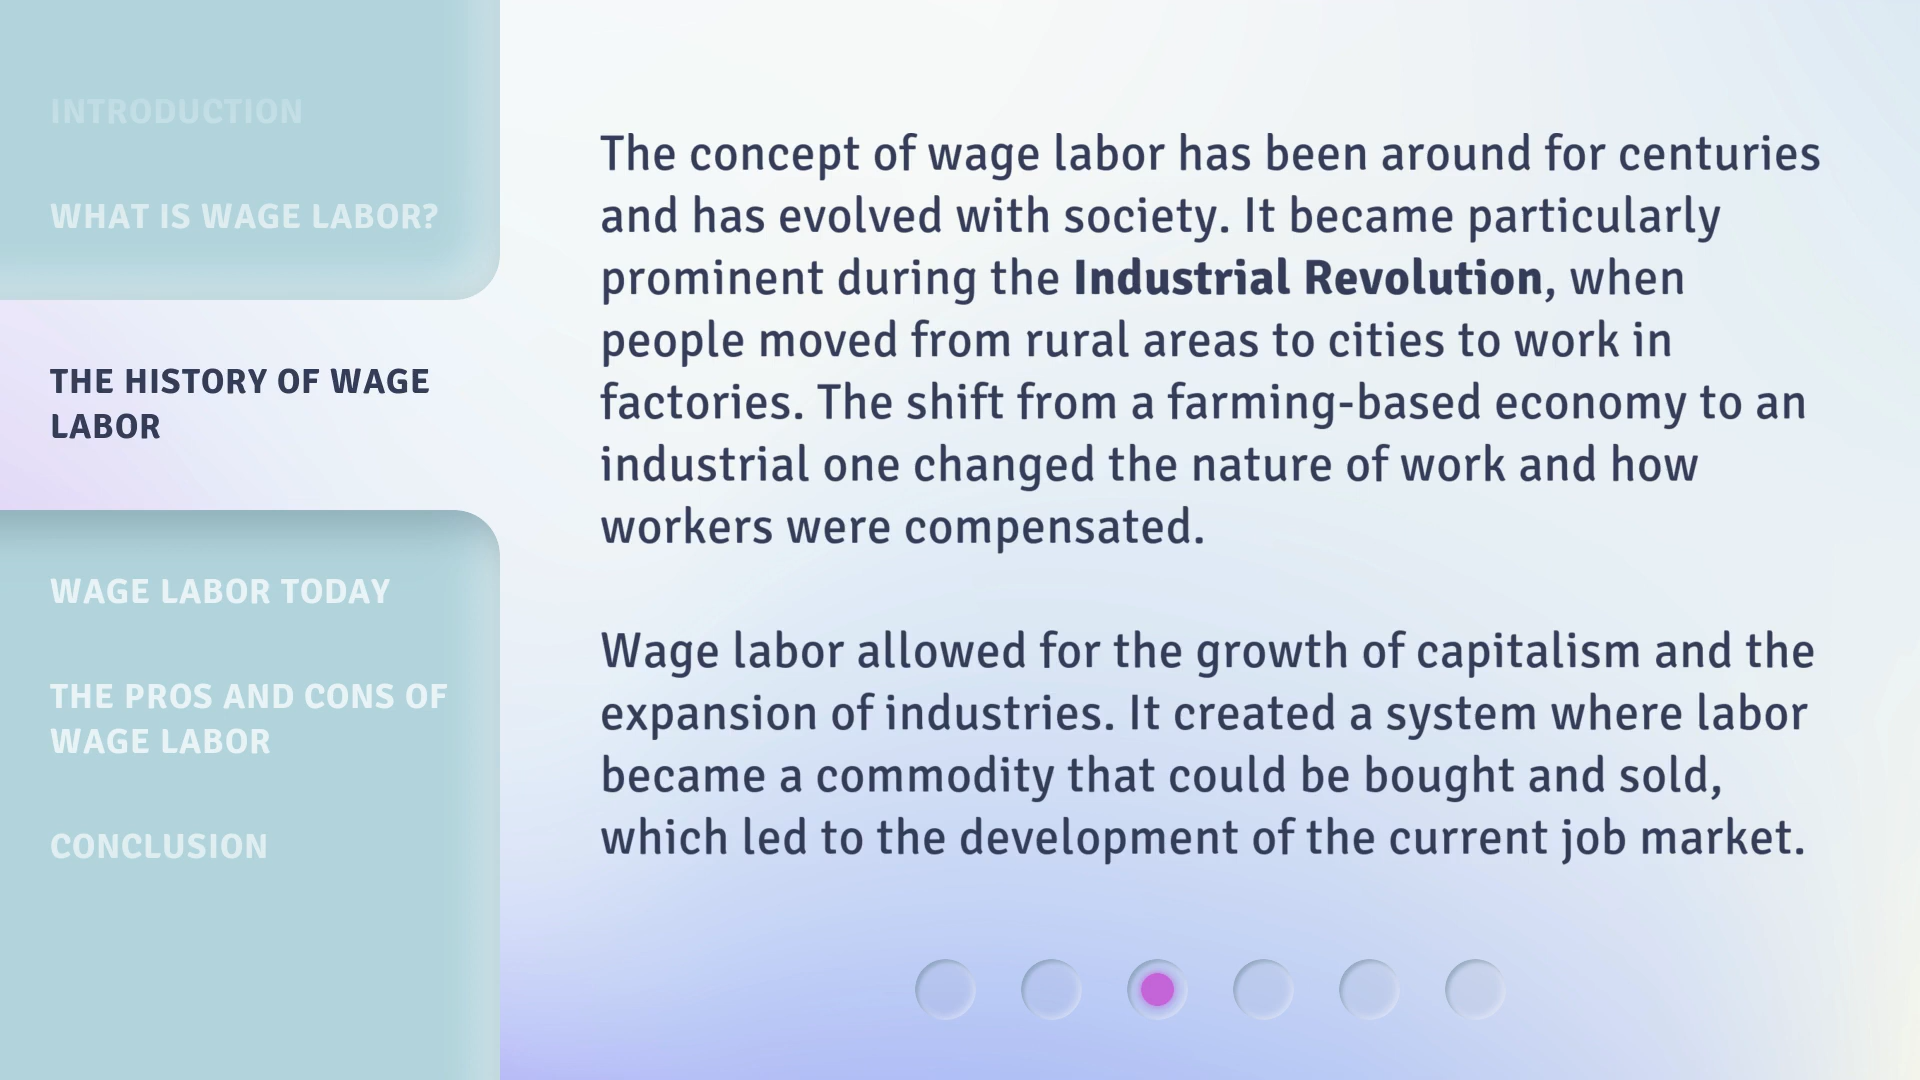 INTRODUCTION
WHAT IS WAGE LABOR?
THE HISTORY OF WAGE
LABOR
WAGE LABOR TODAY
THE PROS AND CONS OF
WAGE LABOR
CONCLUSION
The concept of wage labor has been around for centuries
and has evolved with society. It became particularly
prominent during the Industrial Revolution, when
people moved from rural areas to cities to work in
factories. The shift from a farming-based economy to an
industrial one changed the nature of work and how
workers were compensated.
Wage labor allowed for the growth of capitalism and the
expansion of industries. It created a system where labor
became a commodity that could be bought and sold,
which led to the development of the current job market.